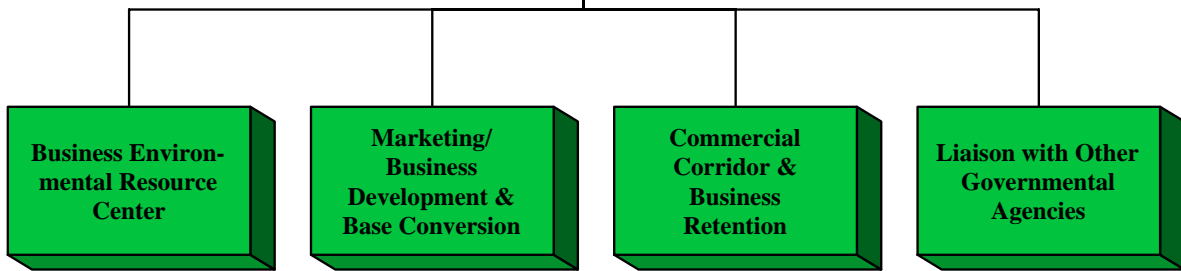 Business Environ-
mental Resource
Center
Marketing/
Business
Development &
Base Conversion
Commercial
Corridor &
Business
Retention
Liaison with Other
Governmental
Agencies